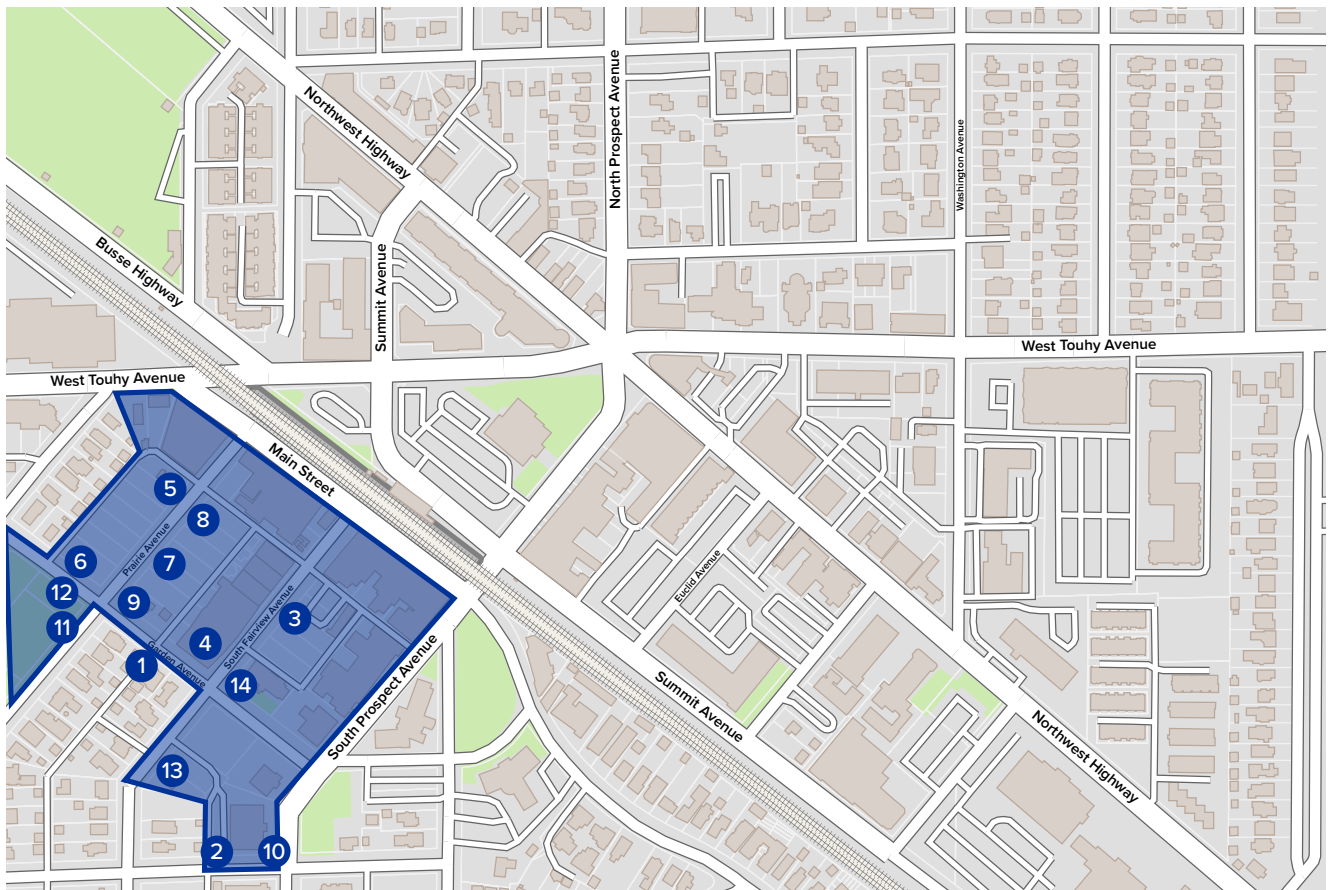 Northwest Highway
North Prospect Avenue
Washington Avenue
Busse Highway
Summit Avenue
West Touhy Avenue
West Touhy Avenue
Main Street
5
8
Prairie Avenue
7
6
12
9
11
Euclid Avenue
3
South Fairview Avenue
4
Garden Avenue
1
14
South Prospect Avenue
Summit Avenue
Northwest Highway
13
2
10